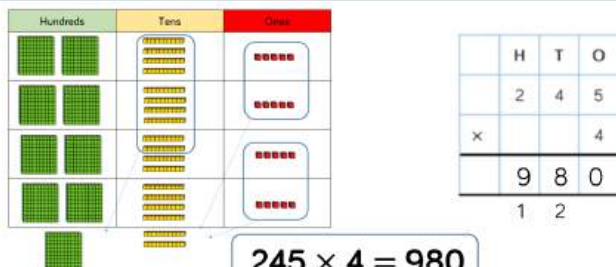 Hundreds Tens Ones
H T O
2 4 5
× 4
9 8 0
1 2
245 × 4 = 980